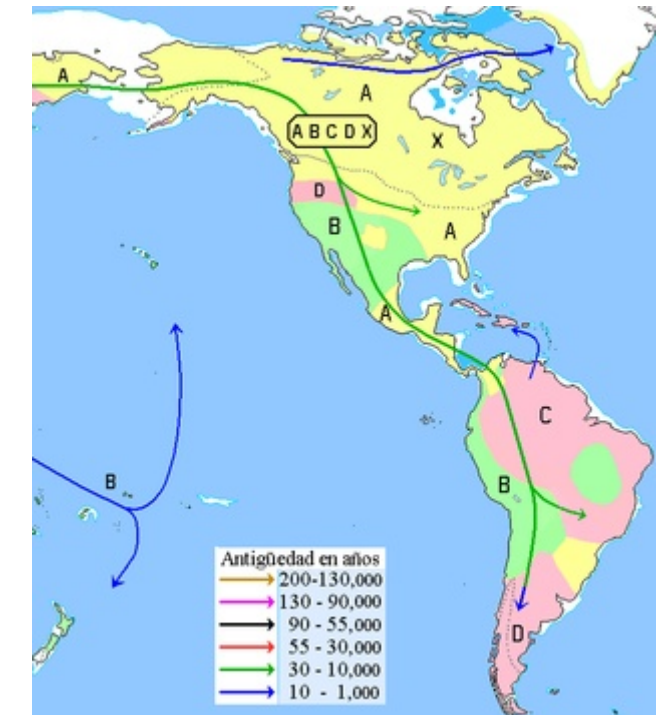 A
A
A B C D X
X
D
B
A
A
C
B
B
D
Antigüedad en años
200-130,000
130 - 90,000
90 - 55,000
55 - 30,000
30 - 10,000
10 - 1,000